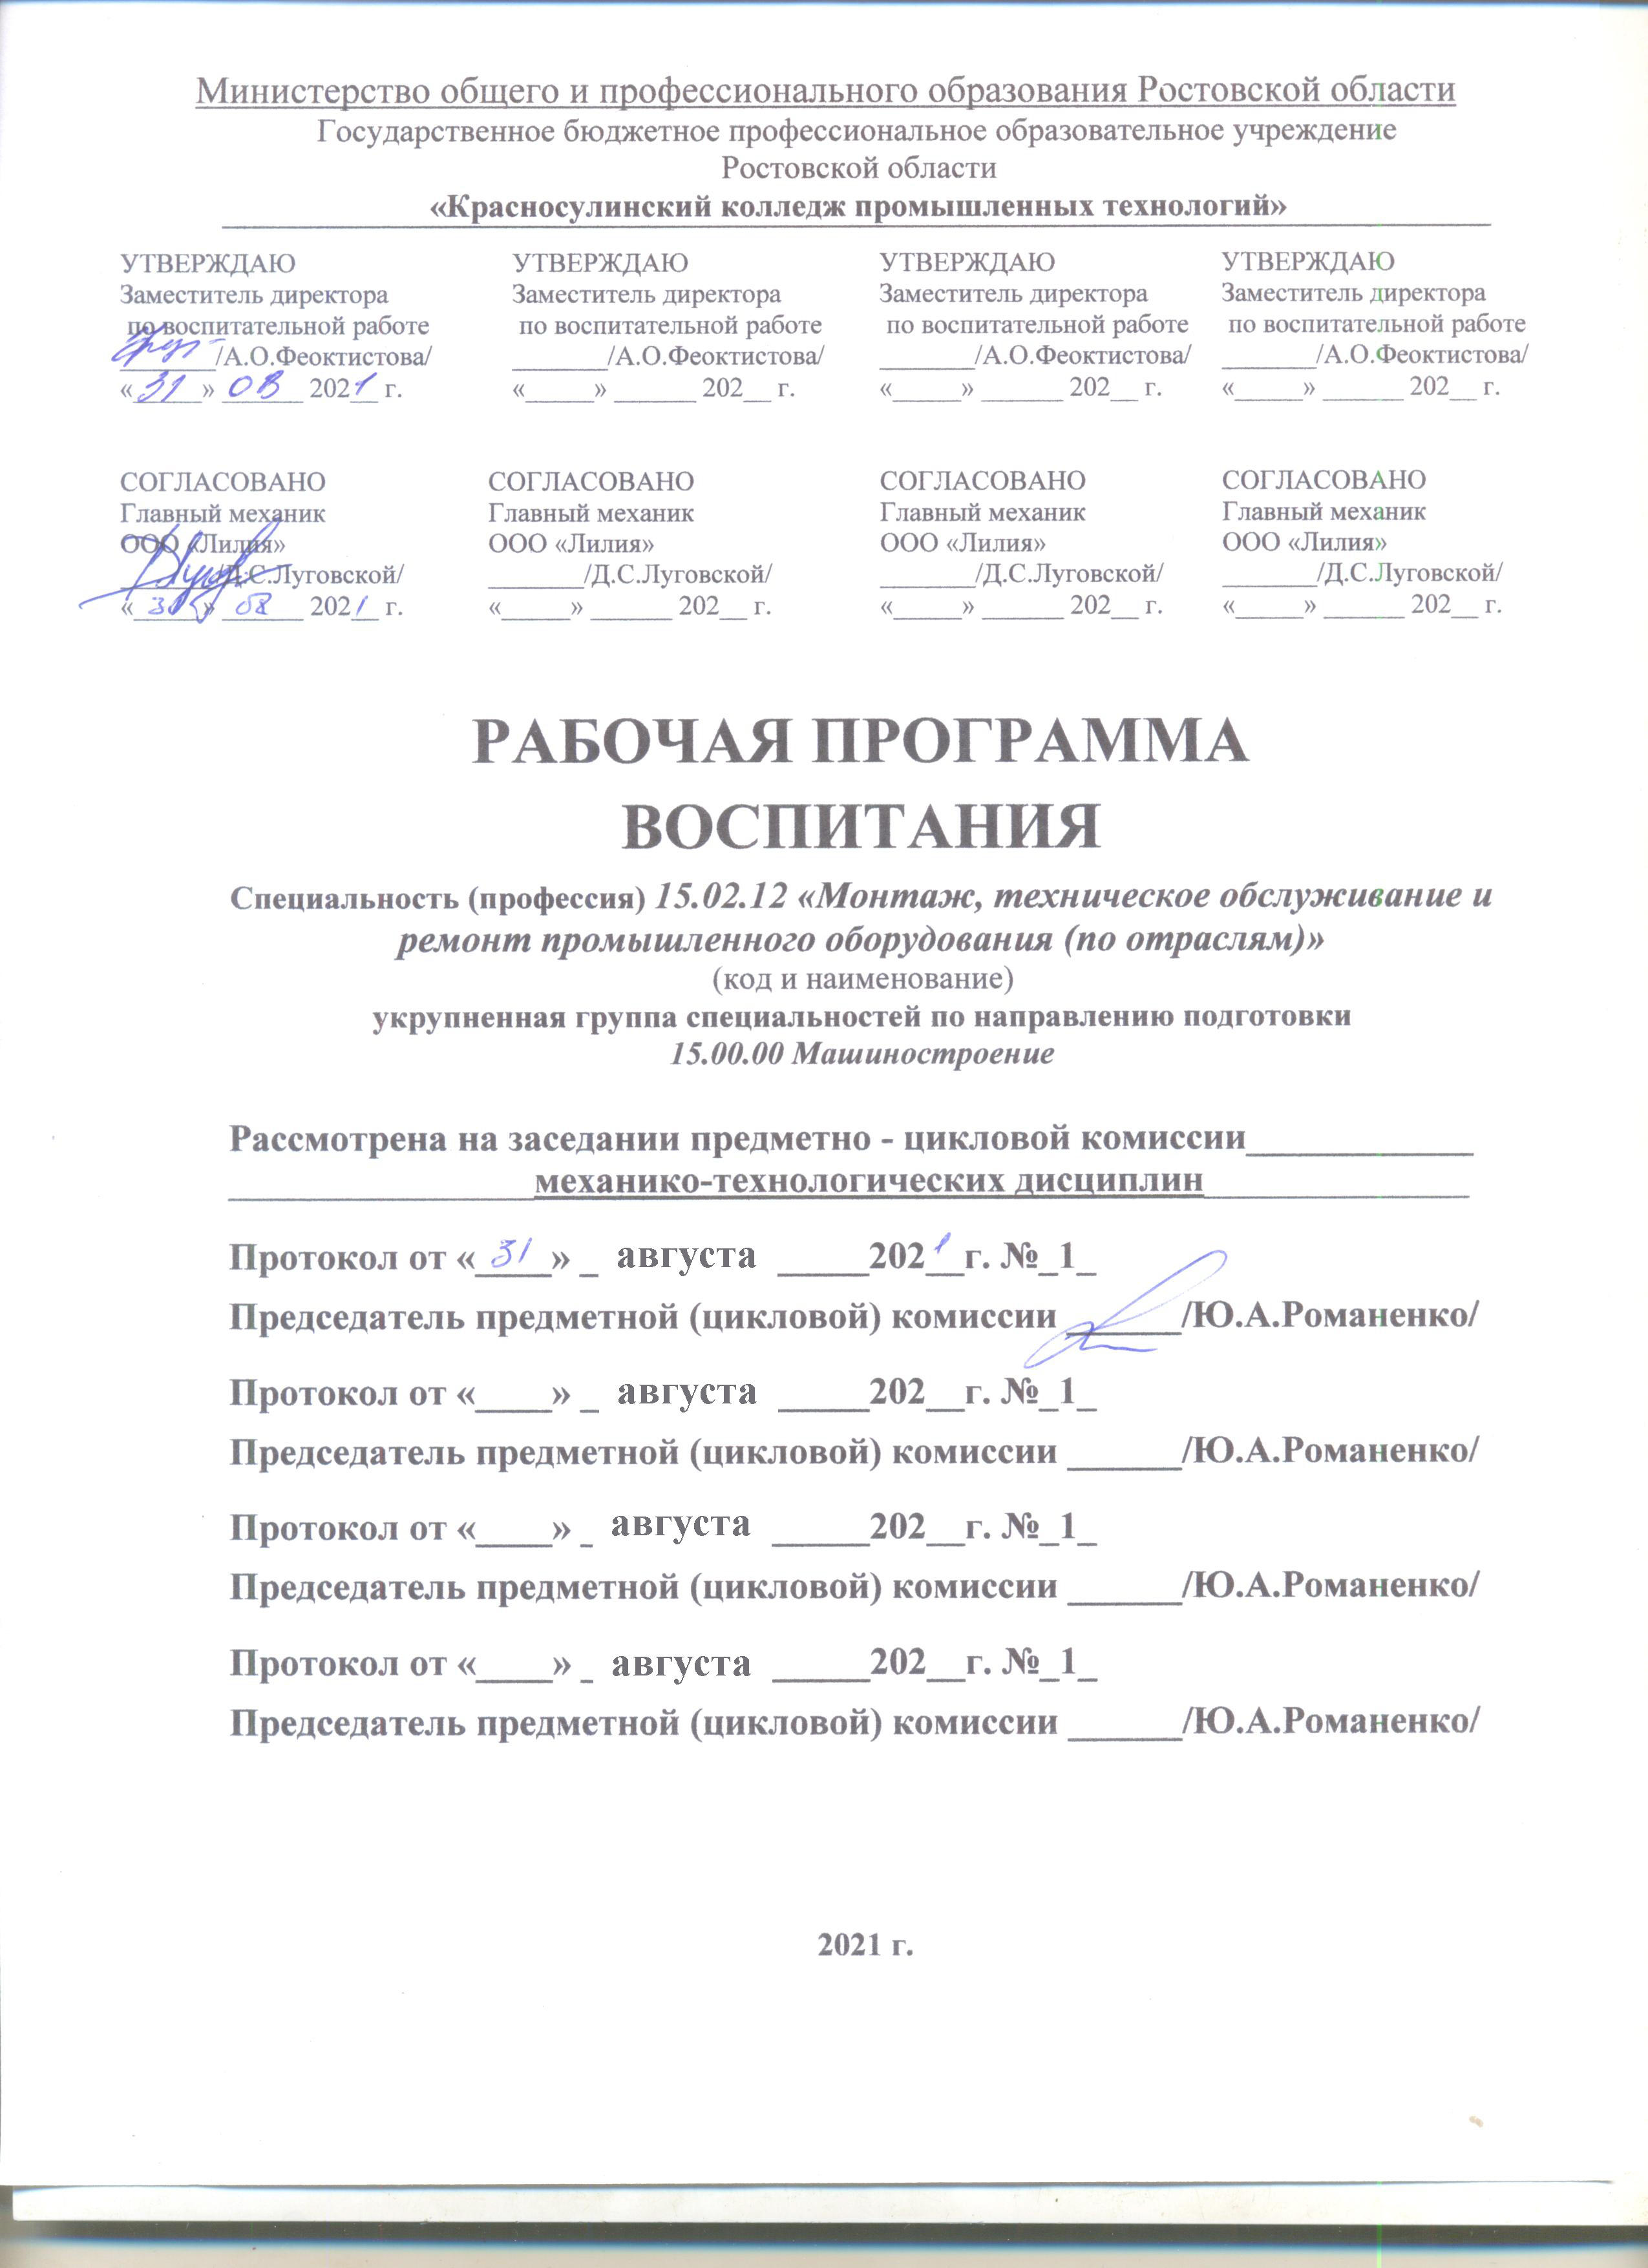 Министерство общего и профессионального образования Ростовской области
Государственное бюджетное профессиональное образовательное учреждение
Ростовской области
«Красносулинский колледж промышленных технологий»
УТВЕРЖДАЮ УТВЕРЖДАЮ УТВЕРЖДАЮ УТВЕРЖДАЮ
Заместитель директора Заместитель директора Заместитель директора Заместитель директора
по воспитательной работе по воспитательной работе по воспитательной работе по воспитательной работе
_______/А.О.Феоктистова/ _______/А.О.Феоктистова/ _______/А.О.Феоктистова/ _______/А.О.Феоктистова/
«31» 08 2021 г. «_____» ______ 202__ г. «_____» ______ 202__ г. «_____» ______ 202__ г.
СОГЛАСОВАНО СОГЛАСОВАНО СОГЛАСОВАНО СОГЛАСОВАНО
Главный механик Главный механик Главный механик Главный механик
ООО «Лилия» ООО «Лилия» ООО «Лилия» ООО «Лилия»
_______/Д.С.Луговской/ _______/Д.С.Луговской/ _______/Д.С.Луговской/ _______/Д.С.Луговской/
«_____» 08 2021 г. «_____» ______ 202__ г. «_____» ______ 202__ г. «_____» ______ 202__ г.
РАБОЧАЯ ПРОГРАММА
ВОСПИТАНИЯ
Специальность (профессия) 15.02.12 «Монтаж, техническое обслуживание и
ремонт промышленного оборудования (по отраслям)»
(код и наименование)
укрупненная группа специальностей по направлению подготовки
15.00.00 Машиностроение
Рассмотрена на заседании предметно - цикловой комиссии____________
________________механико-технологических дисциплин______________
Протокол от «31» _ августа _____2021 г. №_1_
Председатель предметной (цикловой) комиссии ______/Ю.А.Романенко/
Протокол от «____» _ августа _____202__г. №_1_
Председатель предметной (цикловой) комиссии ______/Ю.А.Романенко/
Протокол от «____» _ августа _____202__г. №_1_
Председатель предметной (цикловой) комиссии ______/Ю.А.Романенко/
Протокол от «____» _ августа _____202__г. №_1_
Председатель предметной (цикловой) комиссии ______/Ю.А.Романенко/
2021 г.